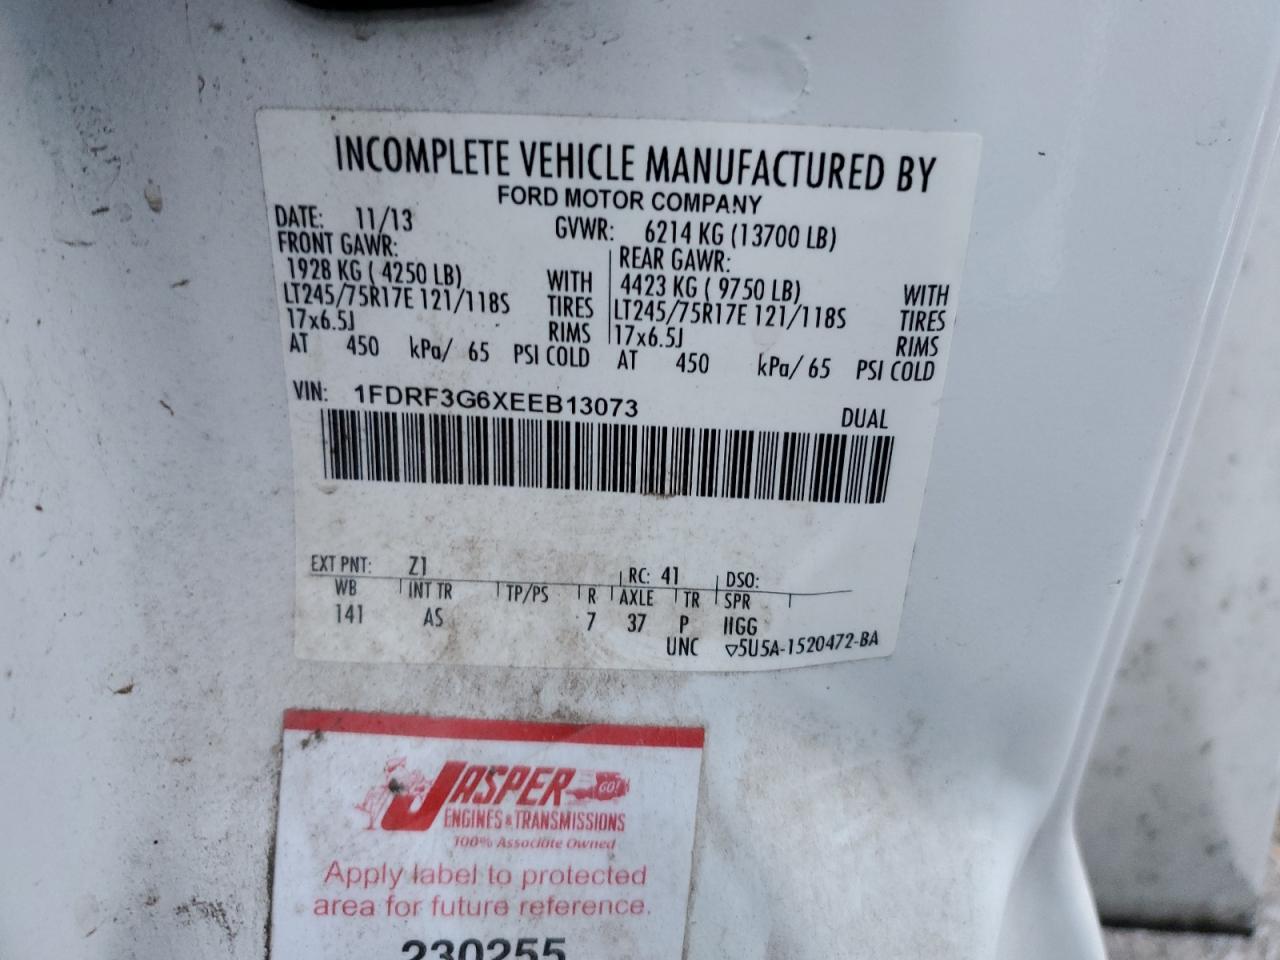 INCOMPLETE VEHICLE MANUFACTURED BY
FORD MOTOR COMPANY
DATE: 11/13 GVWR: 6214 KG (13700 LB)
FRONT GAWR: REAR GAWR:
1928 KG ( 4250 LB) WITH 4423 KG ( 9750 LB) WITH
LT245/75R17E 121/118S TIRES LT245/75R17E 121/118S TIRES
17x6.5J RIMS 17x6.5J RIMS
AT 450 kPa/ 65 PSI COLD AT 450 kPa/ 65 PSI COLD
VIN: 1FDRF3G6XEEB13073 DUAL
EXT PNT: Z1 RC: 41 DSO:
WB INT TR TP/PS R AXLE TR SPR
141 AS 7 37 P IIGG
UNC ▽5U5A-1520472-BA
JASPER GO!
ENGINES & TRANSMISSIONS
100% Associate Owned
Apply label to protected
area for future reference.
230255